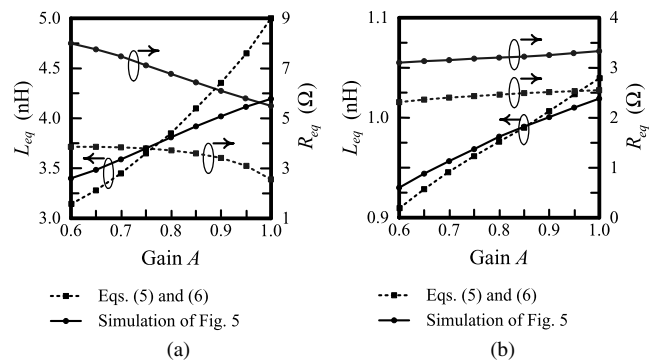 5.0
4.5
4.0
3.5
3.0
L_eq (nH)
9
7
5
3
1
R_eq (Ω)
0.6 0.7 0.8 0.9 1.0
Gain A
Eqs. (5) and (6)
Simulation of Fig. 5
(a)
1.1
1.0
0.9
L_eq (nH)
4
3
2
1
0
R_eq (Ω)
0.6 0.7 0.8 0.9 1.0
Gain A
Eqs. (5) and (6)
Simulation of Fig. 5
(b)